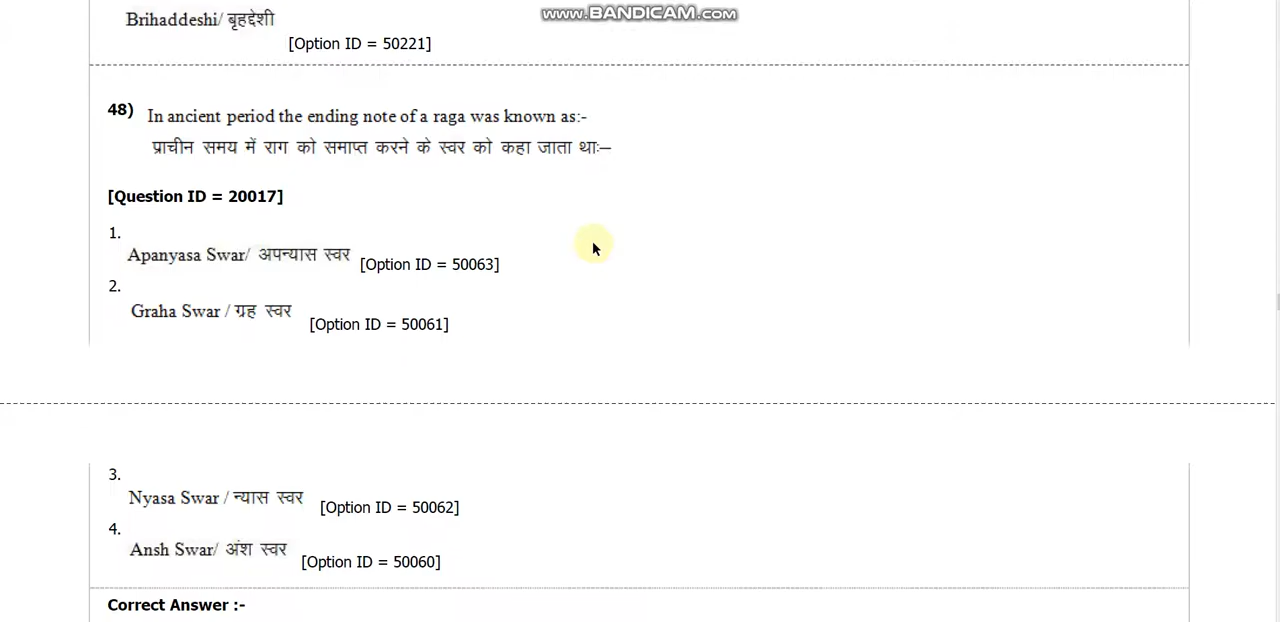 www.BANDICAM.com
Brihaddeshi/ बृहद्देशी
[Option ID = 50221]
48) In ancient period the ending note of a raga was known as:-
प्राचीन समय में राग को समाप्त करने के स्वर को कहा जाता थाः–
[Question ID = 20017]
1.
Apanyasa Swar/ अपन्यास स्वर [Option ID = 50063]
2.
Graha Swar / ग्रह स्वर [Option ID = 50061]
3.
Nyasa Swar / न्यास स्वर [Option ID = 50062]
4.
Ansh Swar/ अंश स्वर [Option ID = 50060]
Correct Answer :-